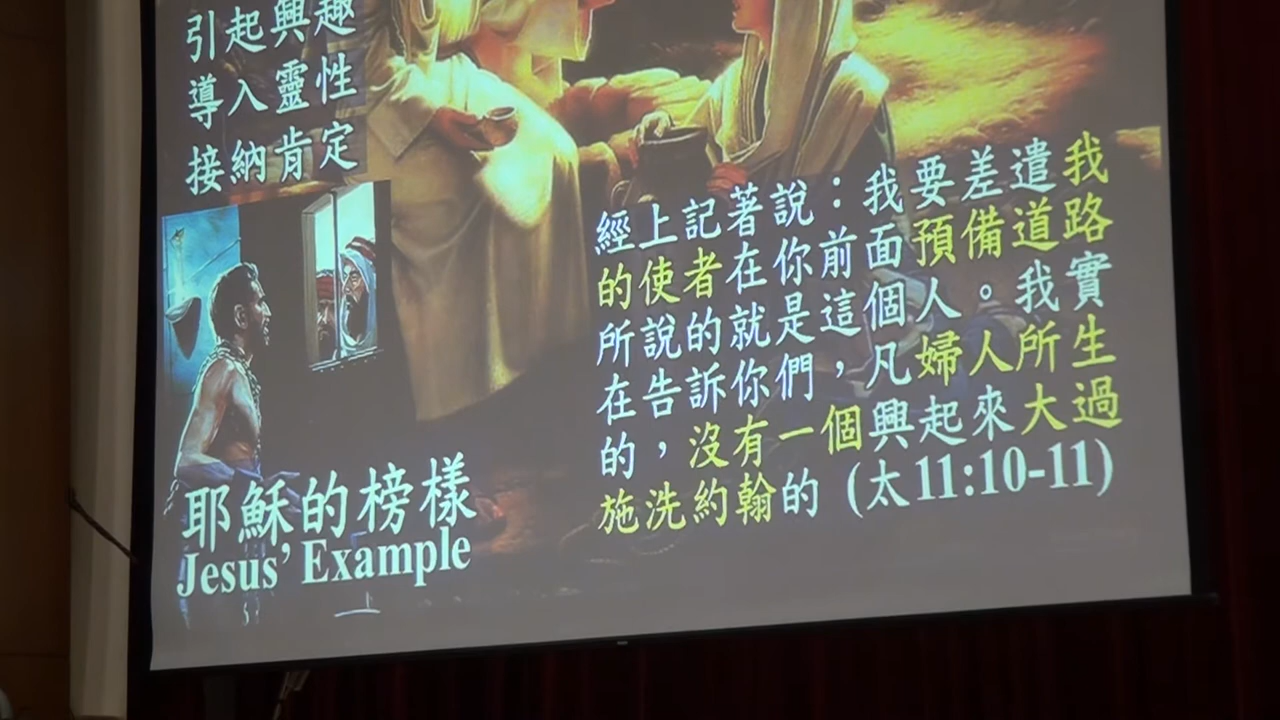 引起興趣
導入靈性
接納肯定
經上記著說：我要差遣我
的使者在你前面預備道路
所說的就是這個人。我實
在告訴你們，凡婦人所生
的，沒有一個興起來大過
施洗約翰的 (太11:10-11)
耶穌的榜樣
Jesus’ Example